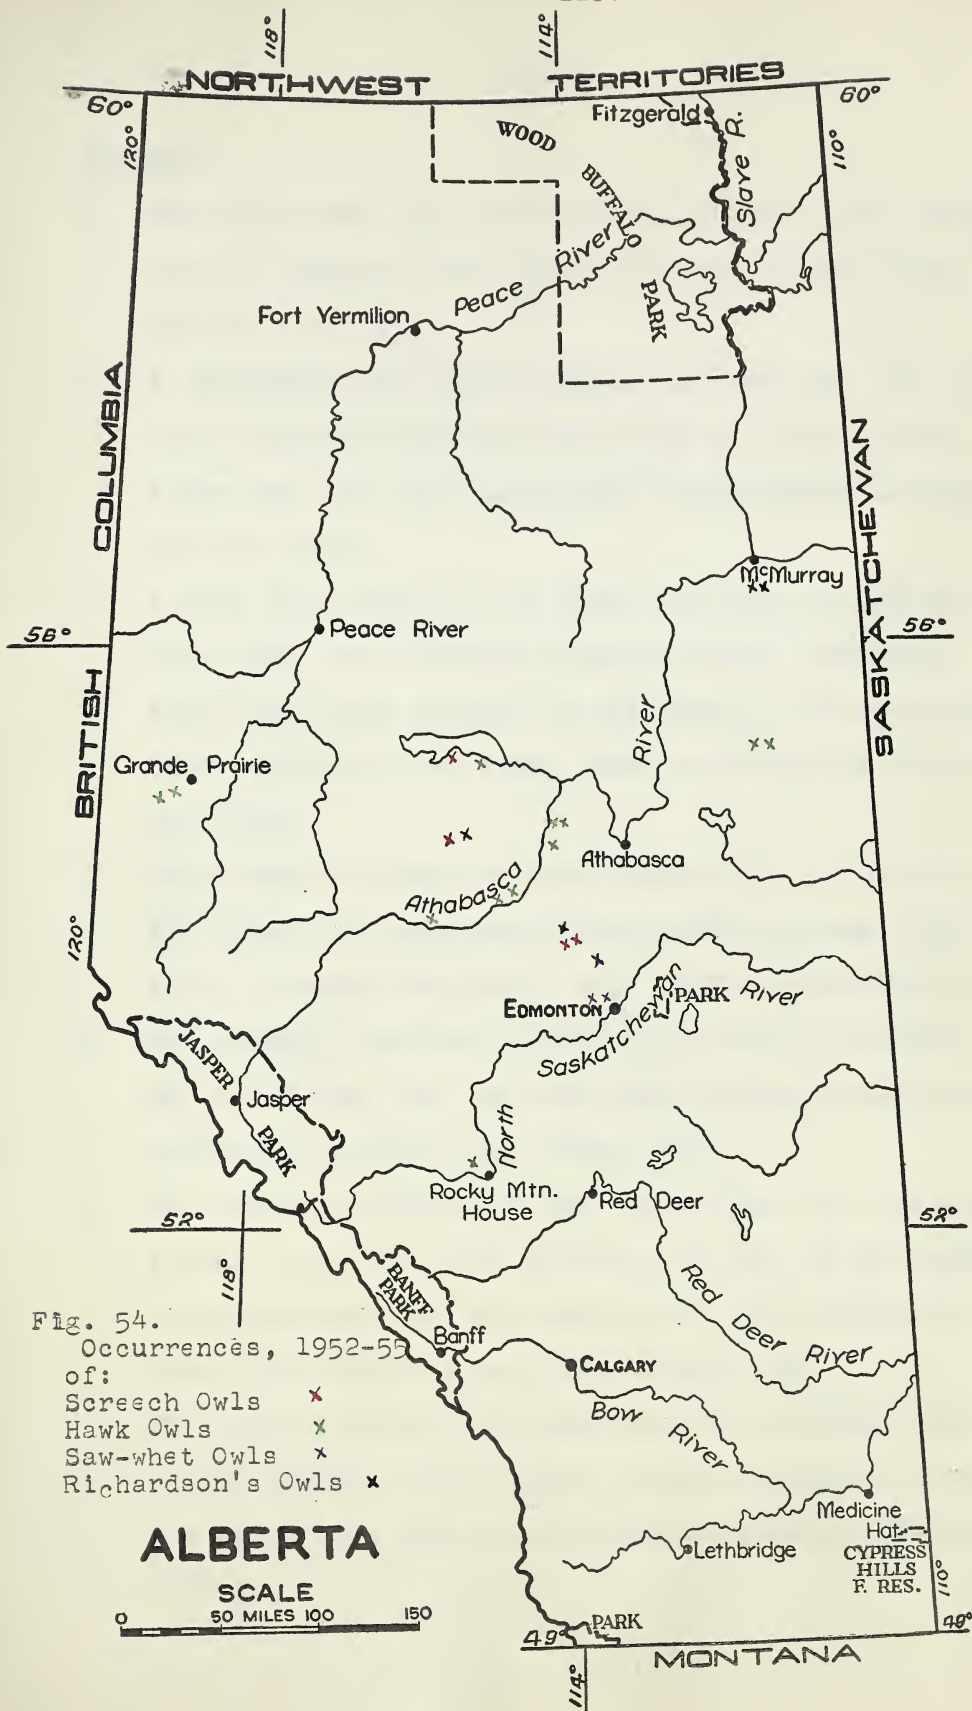 118°
114°
NORTHWEST TERRITORIES
60°
60°
120°
110°
Fitzgerald
WOOD
BUFFALO
PARK
Slave R.
Peace River
Fort Vermilion
COLUMBIA
BRITISH
SASKATCHEWAN
McMurray
xx
56°
56°
Peace River
River
Grande Prairie
Athabasca
Athabasca
120°
EDMONTON
PARK
River
Saskatchewan
North
JASPER
PARK
Jasper
Rocky Mtn.
House
Red Deer
52°
52°
118°
BANFF
PARK
Banff
Red Deer River
CALGARY
Bow River
Fig. 54.
Occurrences, 1952-55
of:
Screech Owls x
Hawk Owls x
Saw-whet Owls x
Richardson's Owls x
Medicine
Hat
CYPRESS
HILLS
F. RES.
110°
Lethbridge
ALBERTA
SCALE
0 50 MILES 100 150
PARK
49°
49°
MONTANA
114°